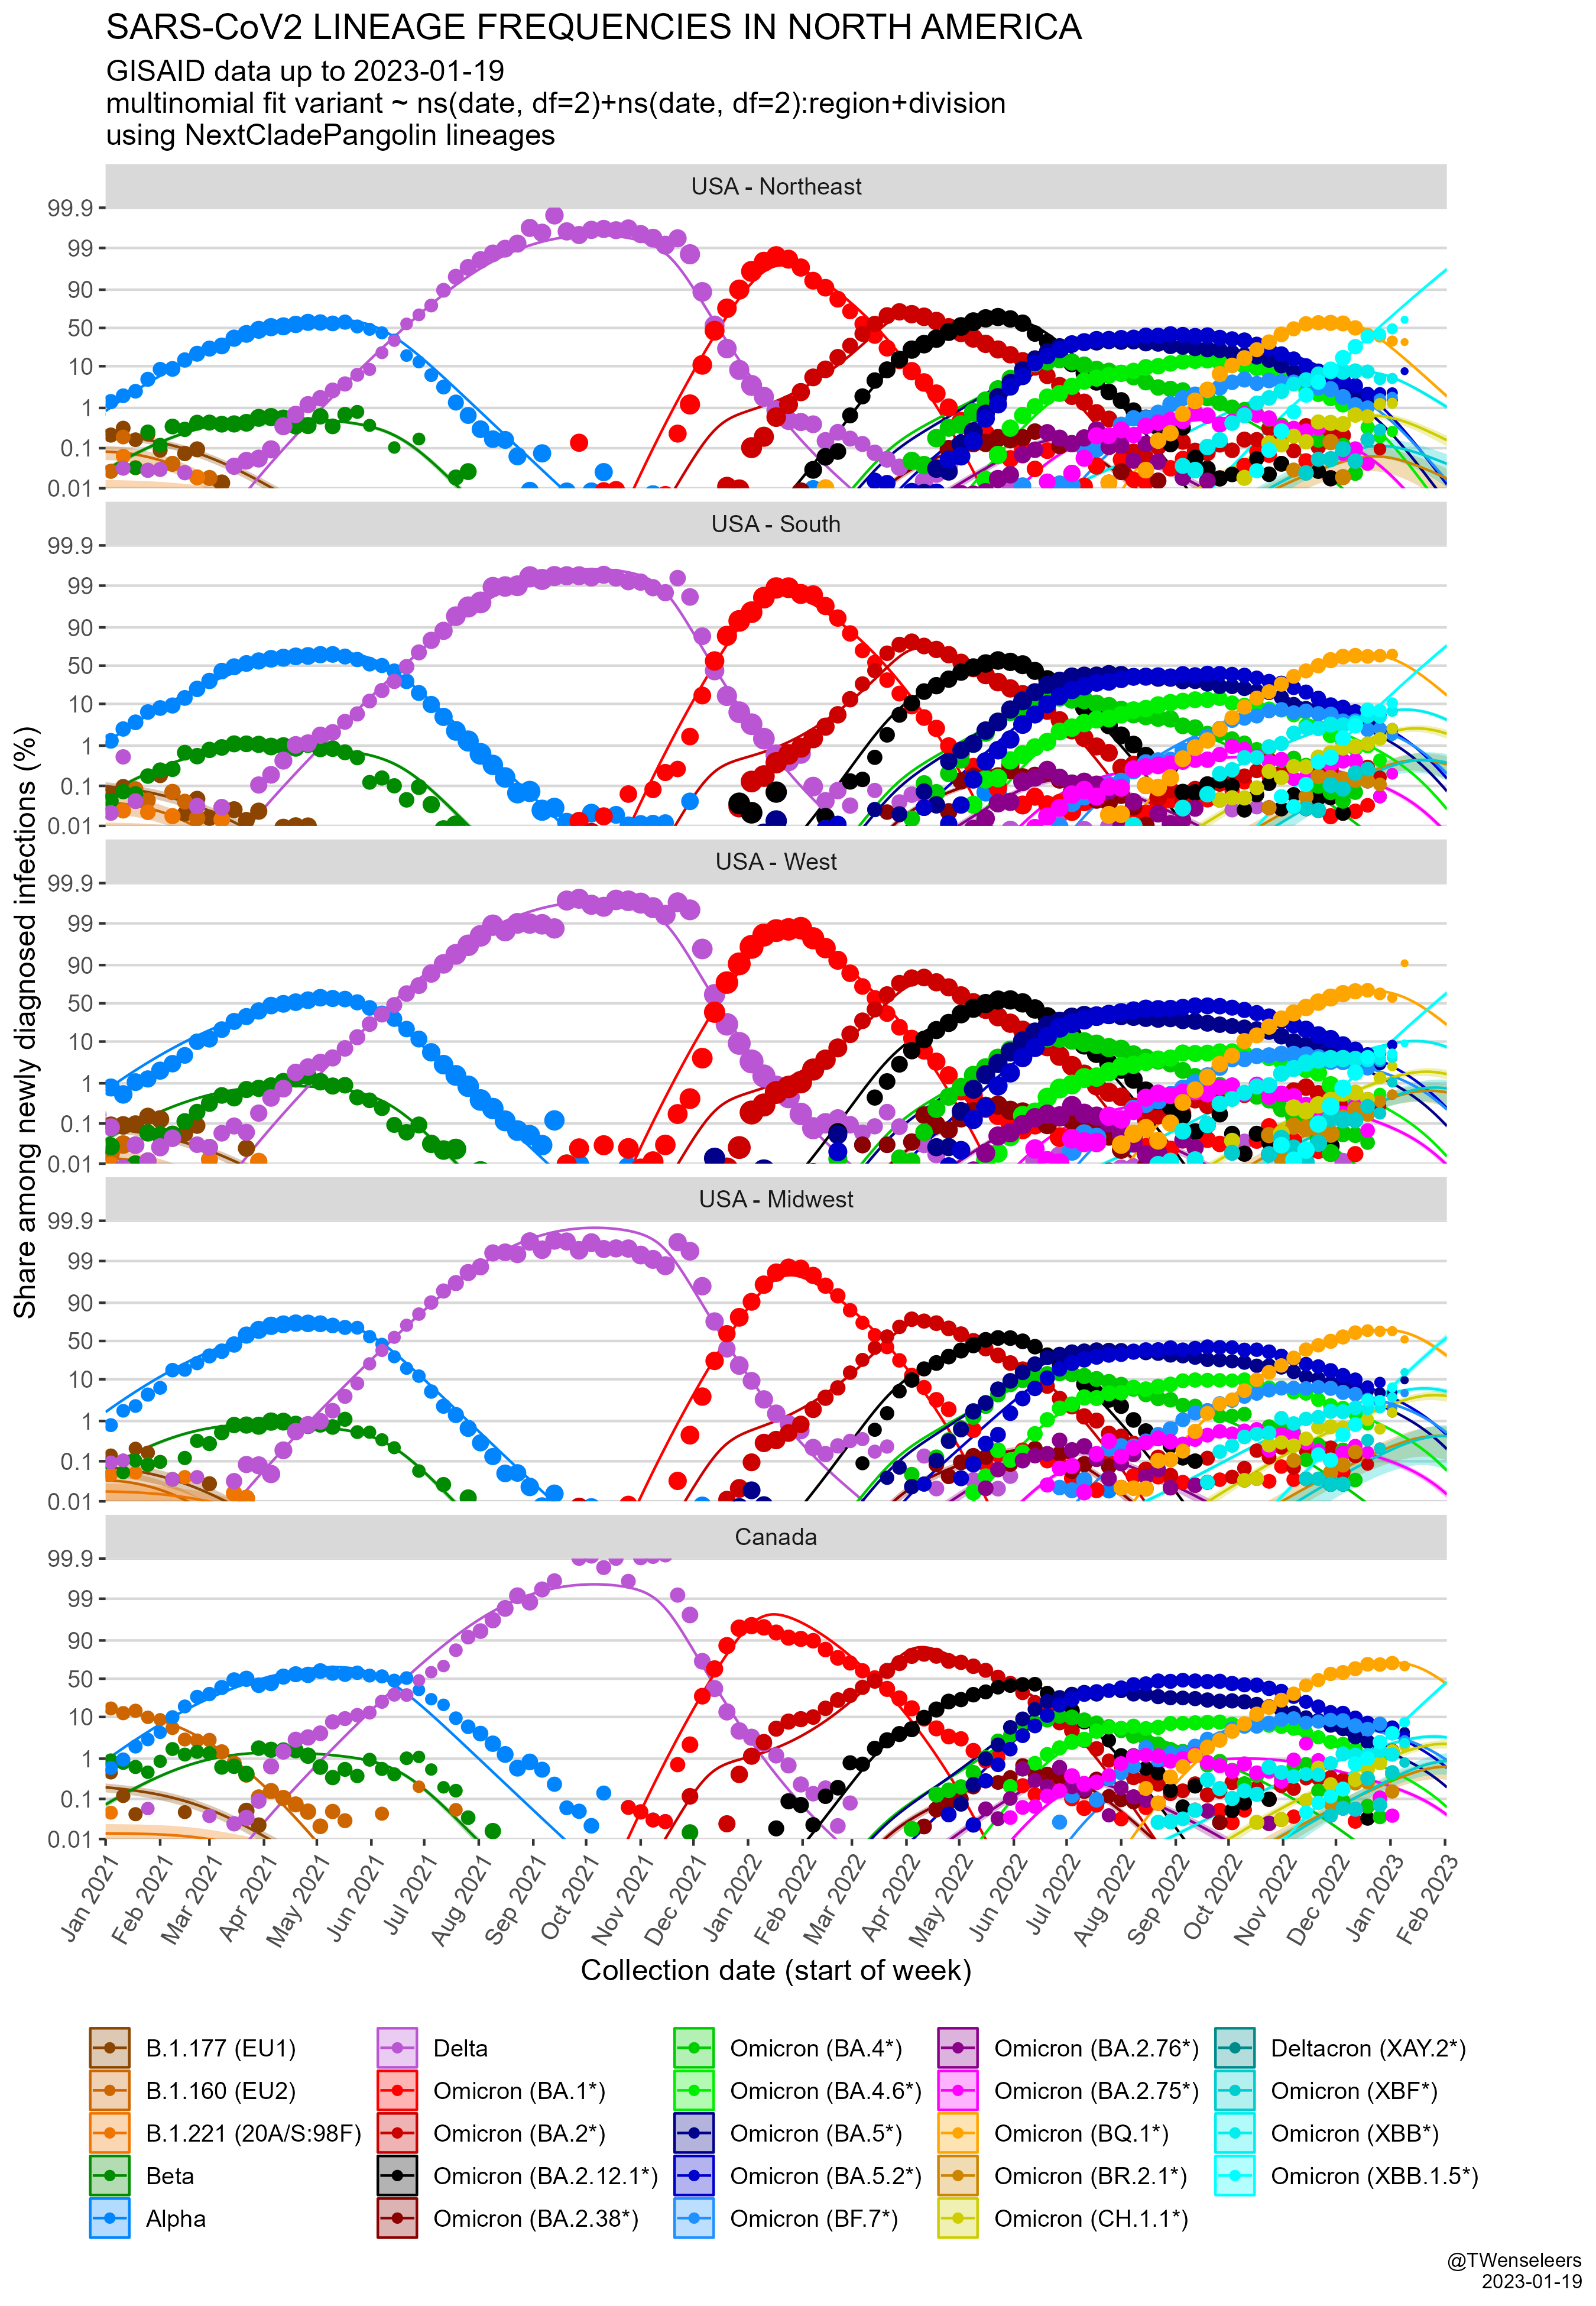 SARS-CoV2 LINEAGE FREQUENCIES IN NORTH AMERICA
GISAID data up to 2023-01-19
multinomial fit variant ~ ns(date, df=2)+ns(date, df=2):region+division
using NextCladePangolin lineages
Share among newly diagnosed infections (%)
USA - Northeast
99.9
99
90
50
10
1
0.1
0.01
USA - South
99.9
99
90
50
10
1
0.1
0.01
USA - West
99.9
99
90
50
10
1
0.1
0.01
USA - Midwest
99.9
99
90
50
10
1
0.1
0.01
Canada
99.9
99
90
50
10
1
0.1
0.01
Jan 2021
Feb 2021
Mar 2021
Apr 2021
May 2021
Jun 2021
Jul 2021
Aug 2021
Sep 2021
Oct 2021
Nov 2021
Dec 2021
Jan 2022
Feb 2022
Mar 2022
Apr 2022
May 2022
Jun 2022
Jul 2022
Aug 2022
Sep 2022
Oct 2022
Nov 2022
Dec 2022
Jan 2023
Feb 2023
Collection date (start of week)
B.1.177 (EU1)
B.1.160 (EU2)
B.1.221 (20A/S:98F)
Beta
Alpha
Delta
Omicron (BA.1*)
Omicron (BA.2*)
Omicron (BA.2.12.1*)
Omicron (BA.2.38*)
Omicron (BA.4*)
Omicron (BA.4.6*)
Omicron (BA.5*)
Omicron (BA.5.2*)
Omicron (BF.7*)
Omicron (BA.2.76*)
Omicron (BA.2.75*)
Omicron (BQ.1*)
Omicron (BR.2.1*)
Omicron (CH.1.1*)
Deltacron (XAY.2*)
Omicron (XBF*)
Omicron (XBB*)
Omicron (XBB.1.5*)
@TWenseleers
2023-01-19